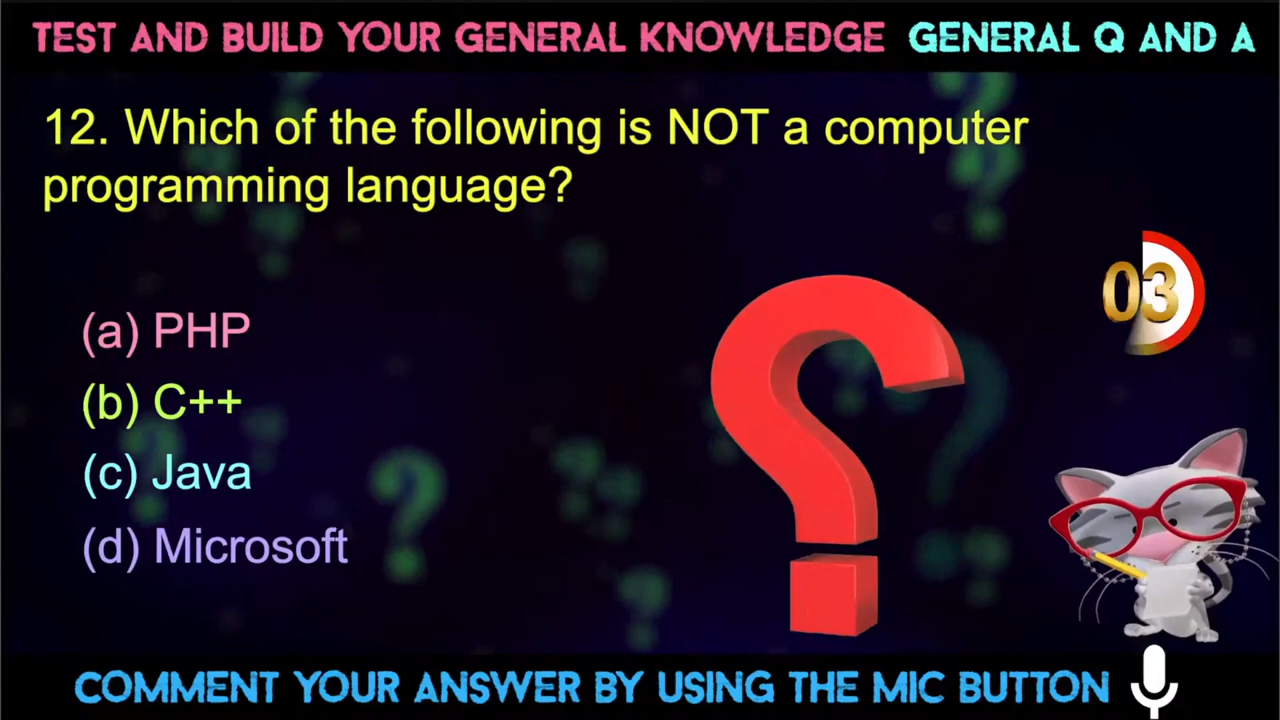 TEST AND BUILD YOUR GENERAL KNOWLEDGE GENERAL Q AND A
12. Which of the following is NOT a computer
programming language?
03
(a) PHP
(b) C++
(c) Java
(d) Microsoft
COMMENT YOUR ANSWER BY USING THE MIC BUTTON